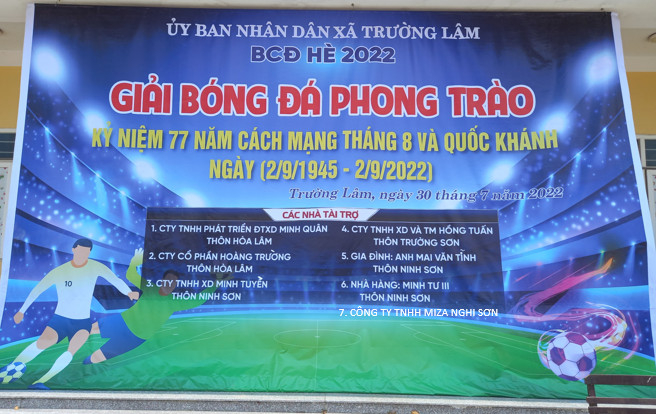 ỦY BAN NHÂN DÂN XÃ TRƯỜNG LÂM
BCĐ HÈ 2022
GIẢI BÓNG ĐÁ PHONG TRÀO
KỶ NIỆM 77 NĂM CÁCH MẠNG THÁNG 8 VÀ QUỐC KHÁNH
NGÀY (2/9/1945 - 2/9/2022)
Trường Lâm, ngày 30 tháng 7 năm 2022
CÁC NHÀ TÀI TRỢ
1. CTY TNHH PHÁT TRIỂN ĐTXD MINH QUÂN
THÔN HÒA LÂM
2. CTY CỔ PHẦN HOÀNG TRƯỜNG
THÔN HÒA LÂM
3. CTY TNHH XD MINH TUYỂN
THÔN NINH SƠN
4. CTY TNHH XD VÀ TM HỒNG TUẤN
THÔN TRƯỜNG SƠN
5. GIA ĐÌNH: ANH MAI VĂN TĨNH
THÔN NINH SƠN
6. NHÀ HÀNG: MINH TƯ III
THÔN NINH SƠN
7. CÔNG TY TNHH MIZA NGHI SƠN
10